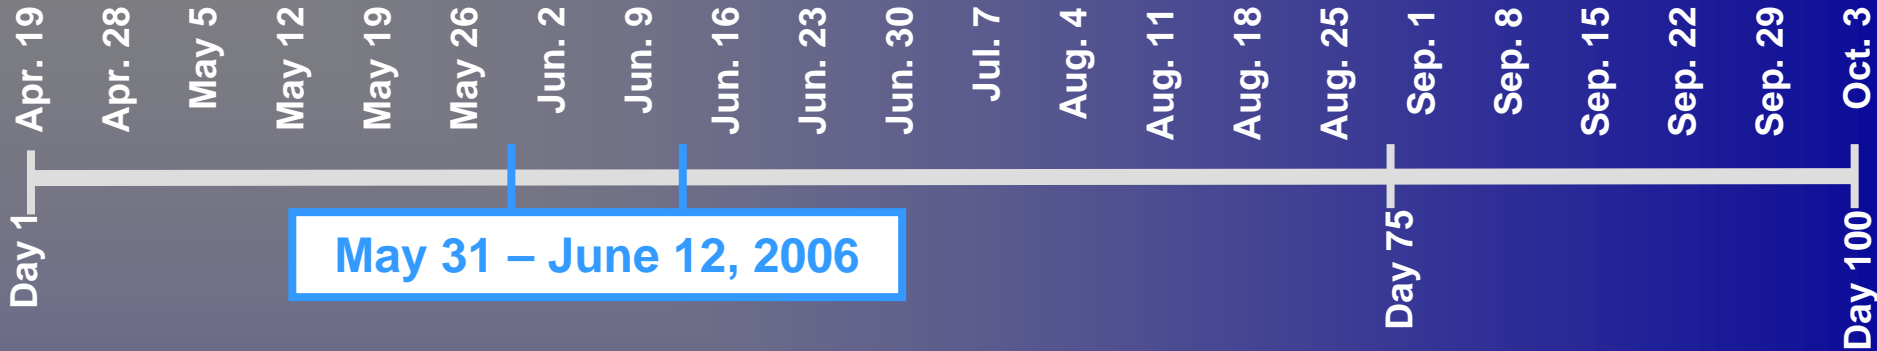 Apr. 19
Apr. 28
May 5
May 12
May 19
May 26
Jun. 2
Jun. 9
Jun. 16
Jun. 23
Jun. 30
Jul. 7
Aug. 4
Aug. 11
Aug. 18
Aug. 25
Sep. 1
Sep. 8
Sep. 15
Sep. 22
Sep. 29
Oct. 3
Day 1
May 31 – June 12, 2006
Day 75
Day 100